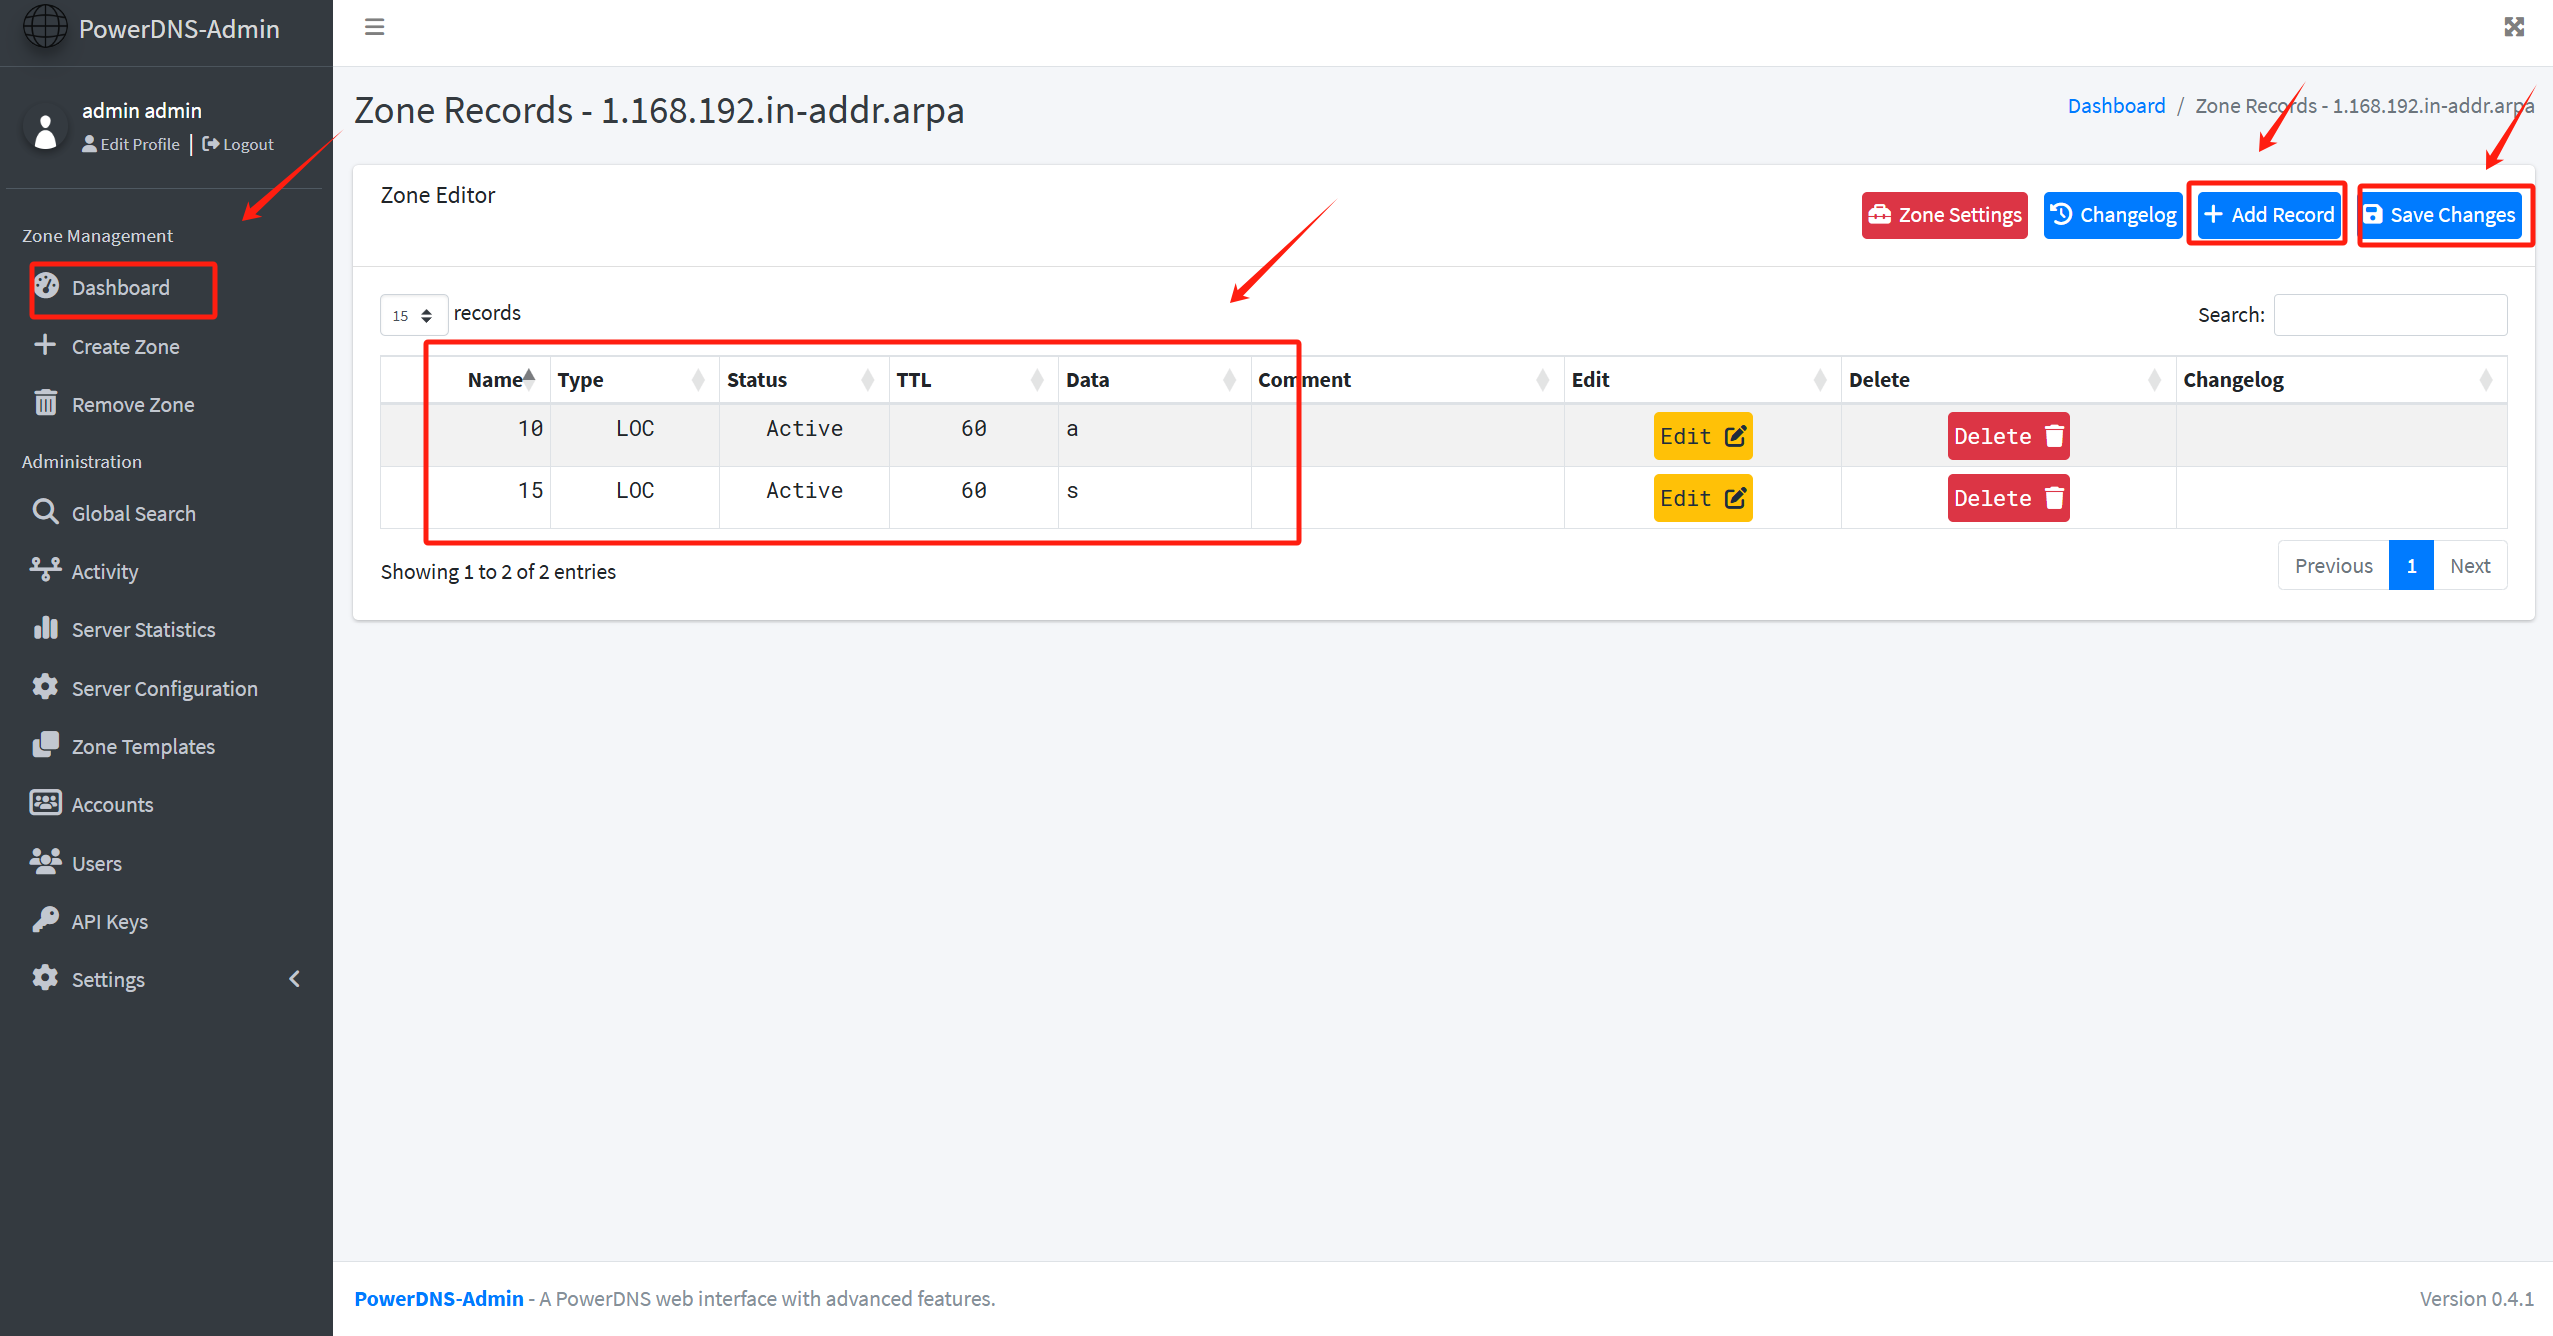 PowerDNS-Admin
admin admin
Edit Profile | Logout
Zone Management
Dashboard
Create Zone
Remove Zone
Administration
Global Search
Activity
Server Statistics
Server Configuration
Zone Templates
Accounts
Users
API Keys
Settings
Zone Records - 1.168.192.in-addr.arpa
Dashboard / Zone Records - 1.168.192.in-addr.arpa
Zone Editor
Zone Settings Changelog Add Record Save Changes
15 records
Search:
Name Type Status TTL Data Comment Edit Delete Changelog
10 LOC Active 60 a Edit Delete
15 LOC Active 60 s Edit Delete
Showing 1 to 2 of 2 entries
Previous 1 Next
PowerDNS-Admin - A PowerDNS web interface with advanced features.
Version 0.4.1